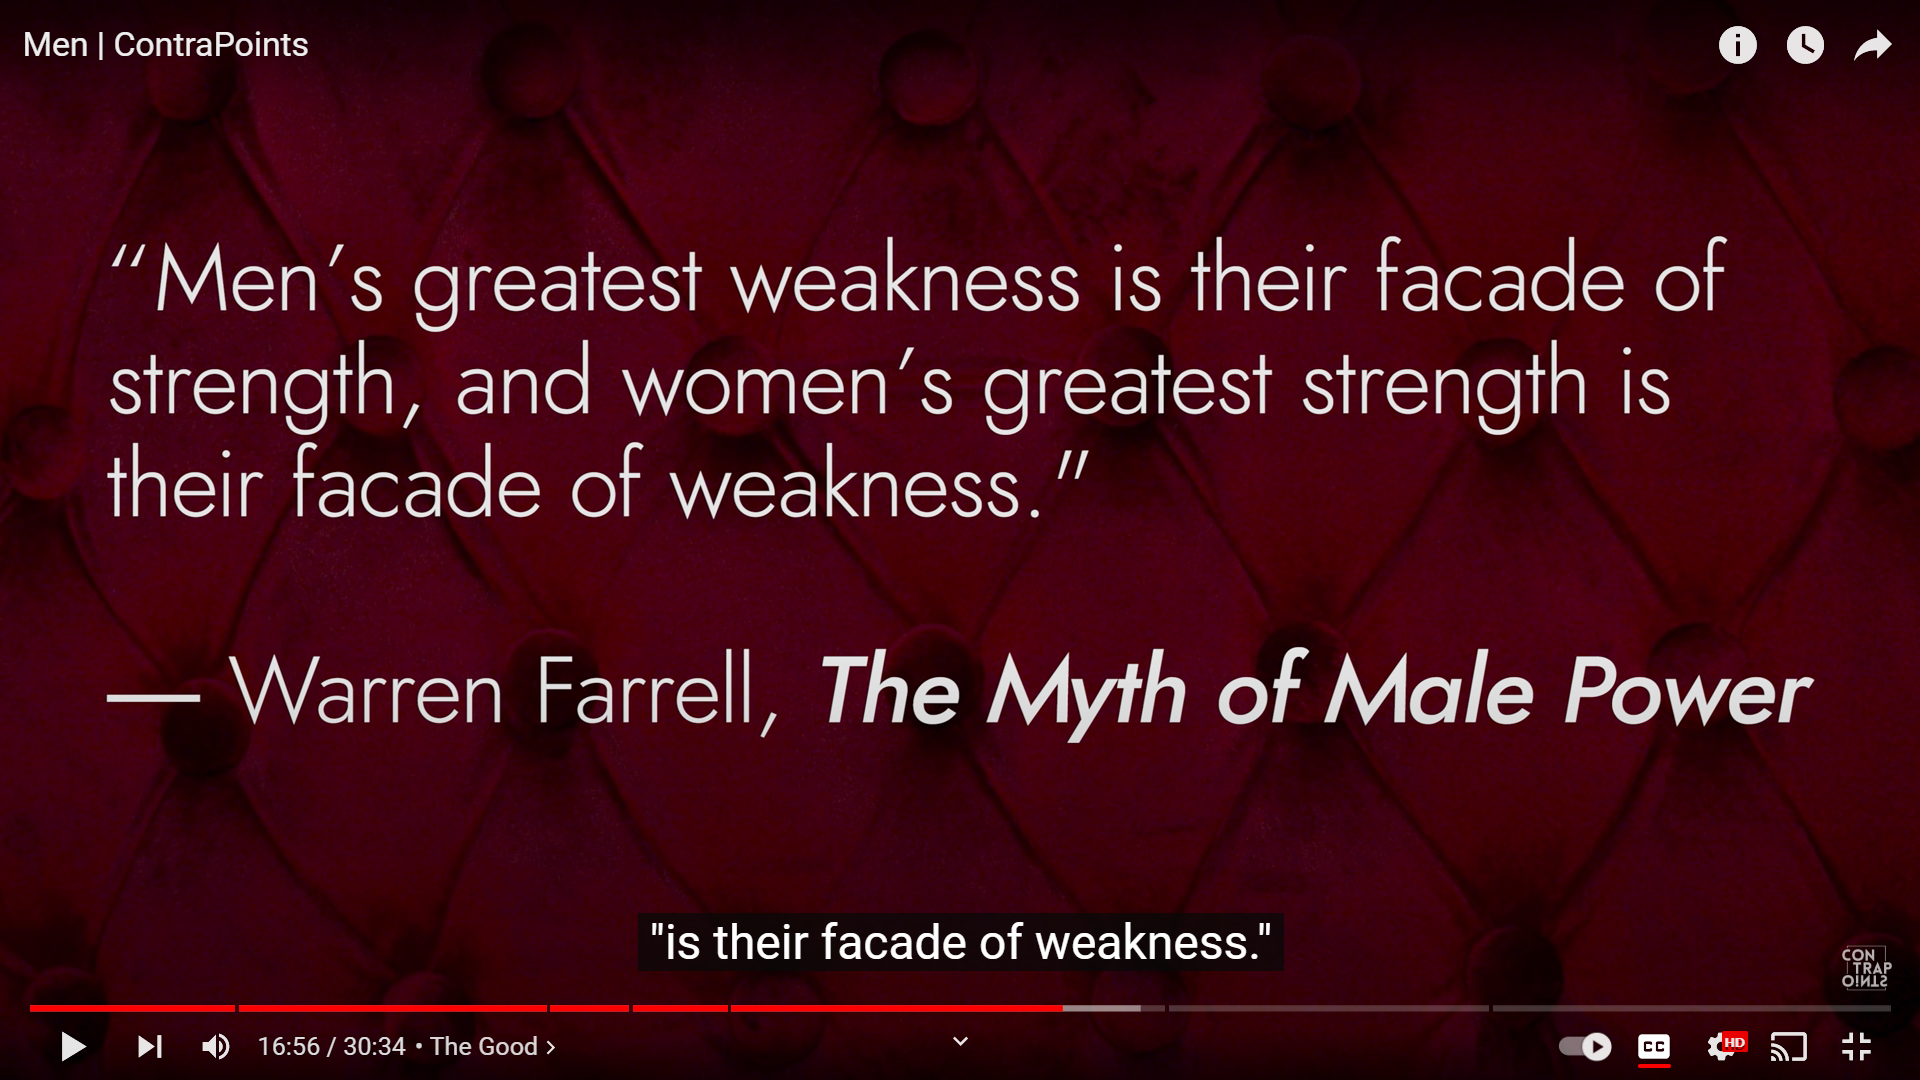 Men | ContraPoints
“Men’s greatest weakness is their facade of
strength, and women’s greatest strength is
their facade of weakness.”
— Warren Farrell, The Myth of Male Power
"is their facade of weakness."
CON
TRAP
OINTS
16:56 / 30:34 • The Good ›
CC
HD